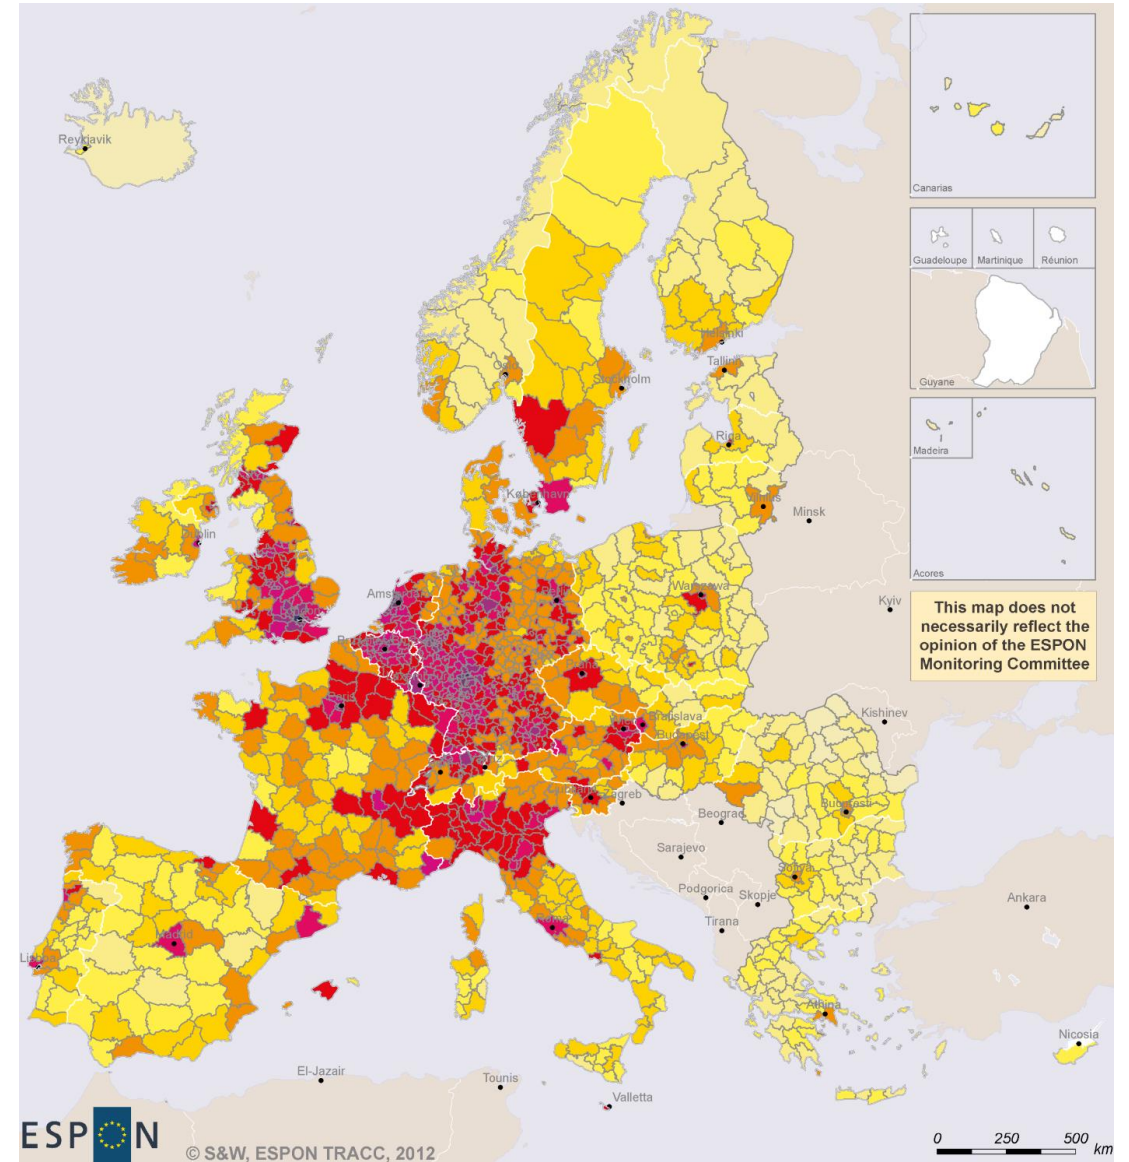 Reykjavik
Canarias
Guadeloupe
Martinique
Réunion
Guyane
Helsinki
Tallinn
Oslo
Stockholm
Madeira
Riga
Acores
København
Vilnius
Minsk
Dublin
Warszawa
Kyiv
This map does not
necessarily reflect the
opinion of the ESPON
Monitoring Committee
Praha
Paris
Kishinev
Bratislava
Budapest
Ljubljana
Zagreb
Bucuresti
Beograd
Sarajevo
Sofiya
Podgorica
Skopje
Ankara
Roma
Tirana
Madrid
Lisboa
Athina
Nicosia
El-Jazair
Tounis
Valletta
ESPON
© S&W, ESPON TRACC, 2012
0 250 500 km